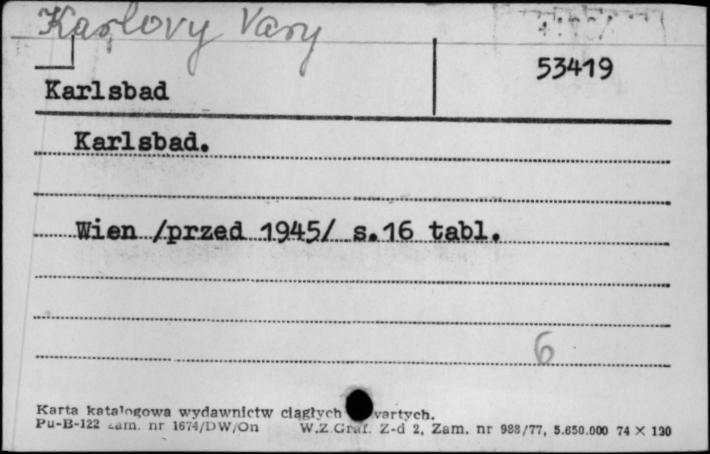 Karlovy Vary
53419
Karlsbad
Karlsbad.
Wien /przed 1945/ s.16 tabl.
6
Karta katalogowa wydawnictw ciągłych
Pu-B-122 zam. nr 1674/DW/On W.Z.Graf. Z-d 2, Zam. nr 988/77, 5.650.000 74 × 120